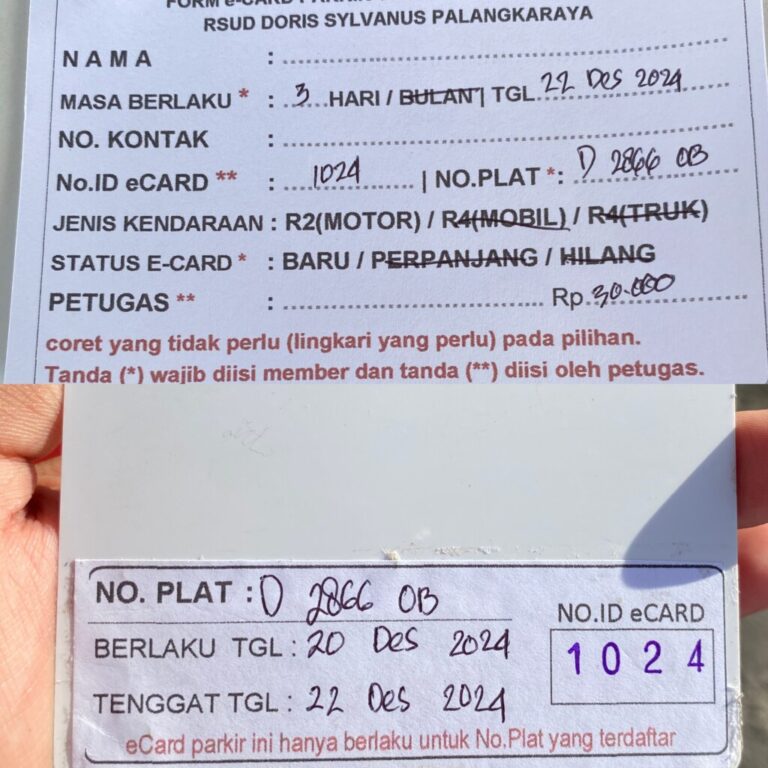 FORM e-CARD
RSUD DORIS SYLVANUS PALANGKARAYA
NAMA :
MASA BERLAKU * : 3 HARI / BULAN | TGL 22 Des 2024
NO. KONTAK :
No.ID eCARD ** : 1024 | NO.PLAT *: D 2866 OB
JENIS KENDARAAN : R2(MOTOR) / R4(MOBIL) / R4(TRUK)
STATUS E-CARD * : BARU / PERPANJANG / HILANG
PETUGAS ** : Rp. 30.000
coret yang tidak perlu (lingkari yang perlu) pada pilihan.
Tanda (*) wajib diisi member dan tanda (**) diisi oleh petugas.
NO. PLAT : D 2866 OB
BERLAKU TGL : 20 Des 2024
TENGGAT TGL : 22 Des 2024
NO.ID eCARD
1024
eCard parkir ini hanya berlaku untuk No.Plat yang terdaftar